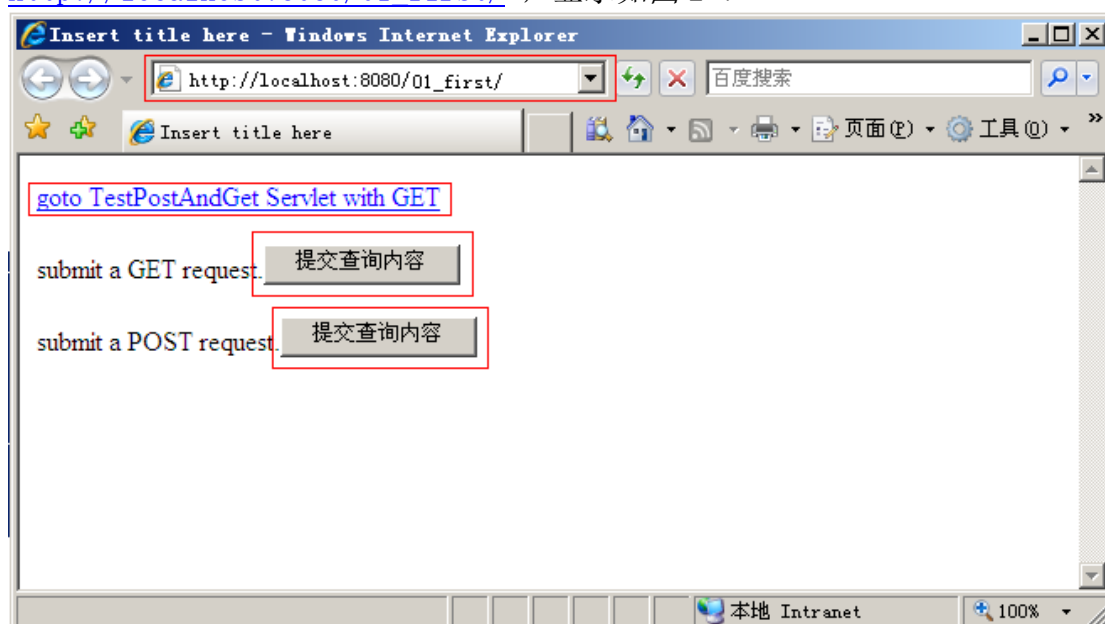 Insert title here - Windows Internet Explorer
http://localhost:8080/01_first/
百度搜索
Insert title here
页面(P)
工具(O)
»
goto TestPostAndGet Servlet with GET
submit a GET request. 提交查询内容
submit a POST request. 提交查询内容
本地 Intranet
100%